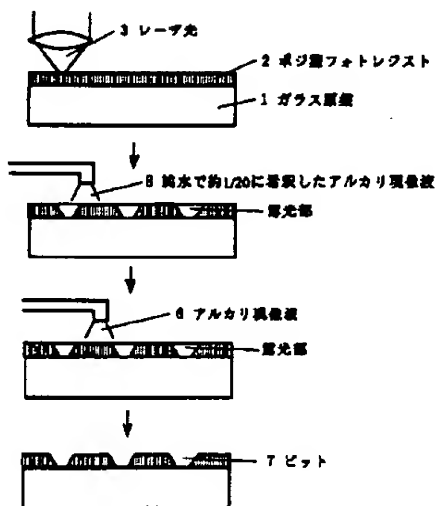 3 レーザ光
2 ポジ型フォトレジスト
1 ガラス原盤
8 純水で約1/20に希釈したアルカリ現像液
露光部
6 アルカリ現像液
露光部
7 ピット